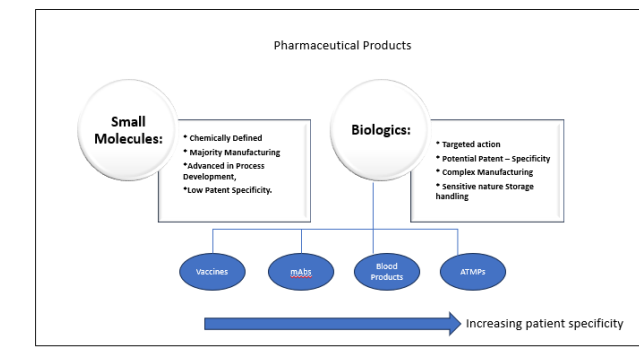 Pharmaceutical Products
Small
Molecules:
* Chemically Defined
* Majority Manufacturing
*Advanced in Process
Development,
*Low Patent Specificity.
Biologics:
* Targeted action
* Potential Patent – Specificity
* Complex Manufacturing
* Sensitive nature Storage
handling
Vaccines
mAbs
Blood
Products
ATMPs
Increasing patient specificity